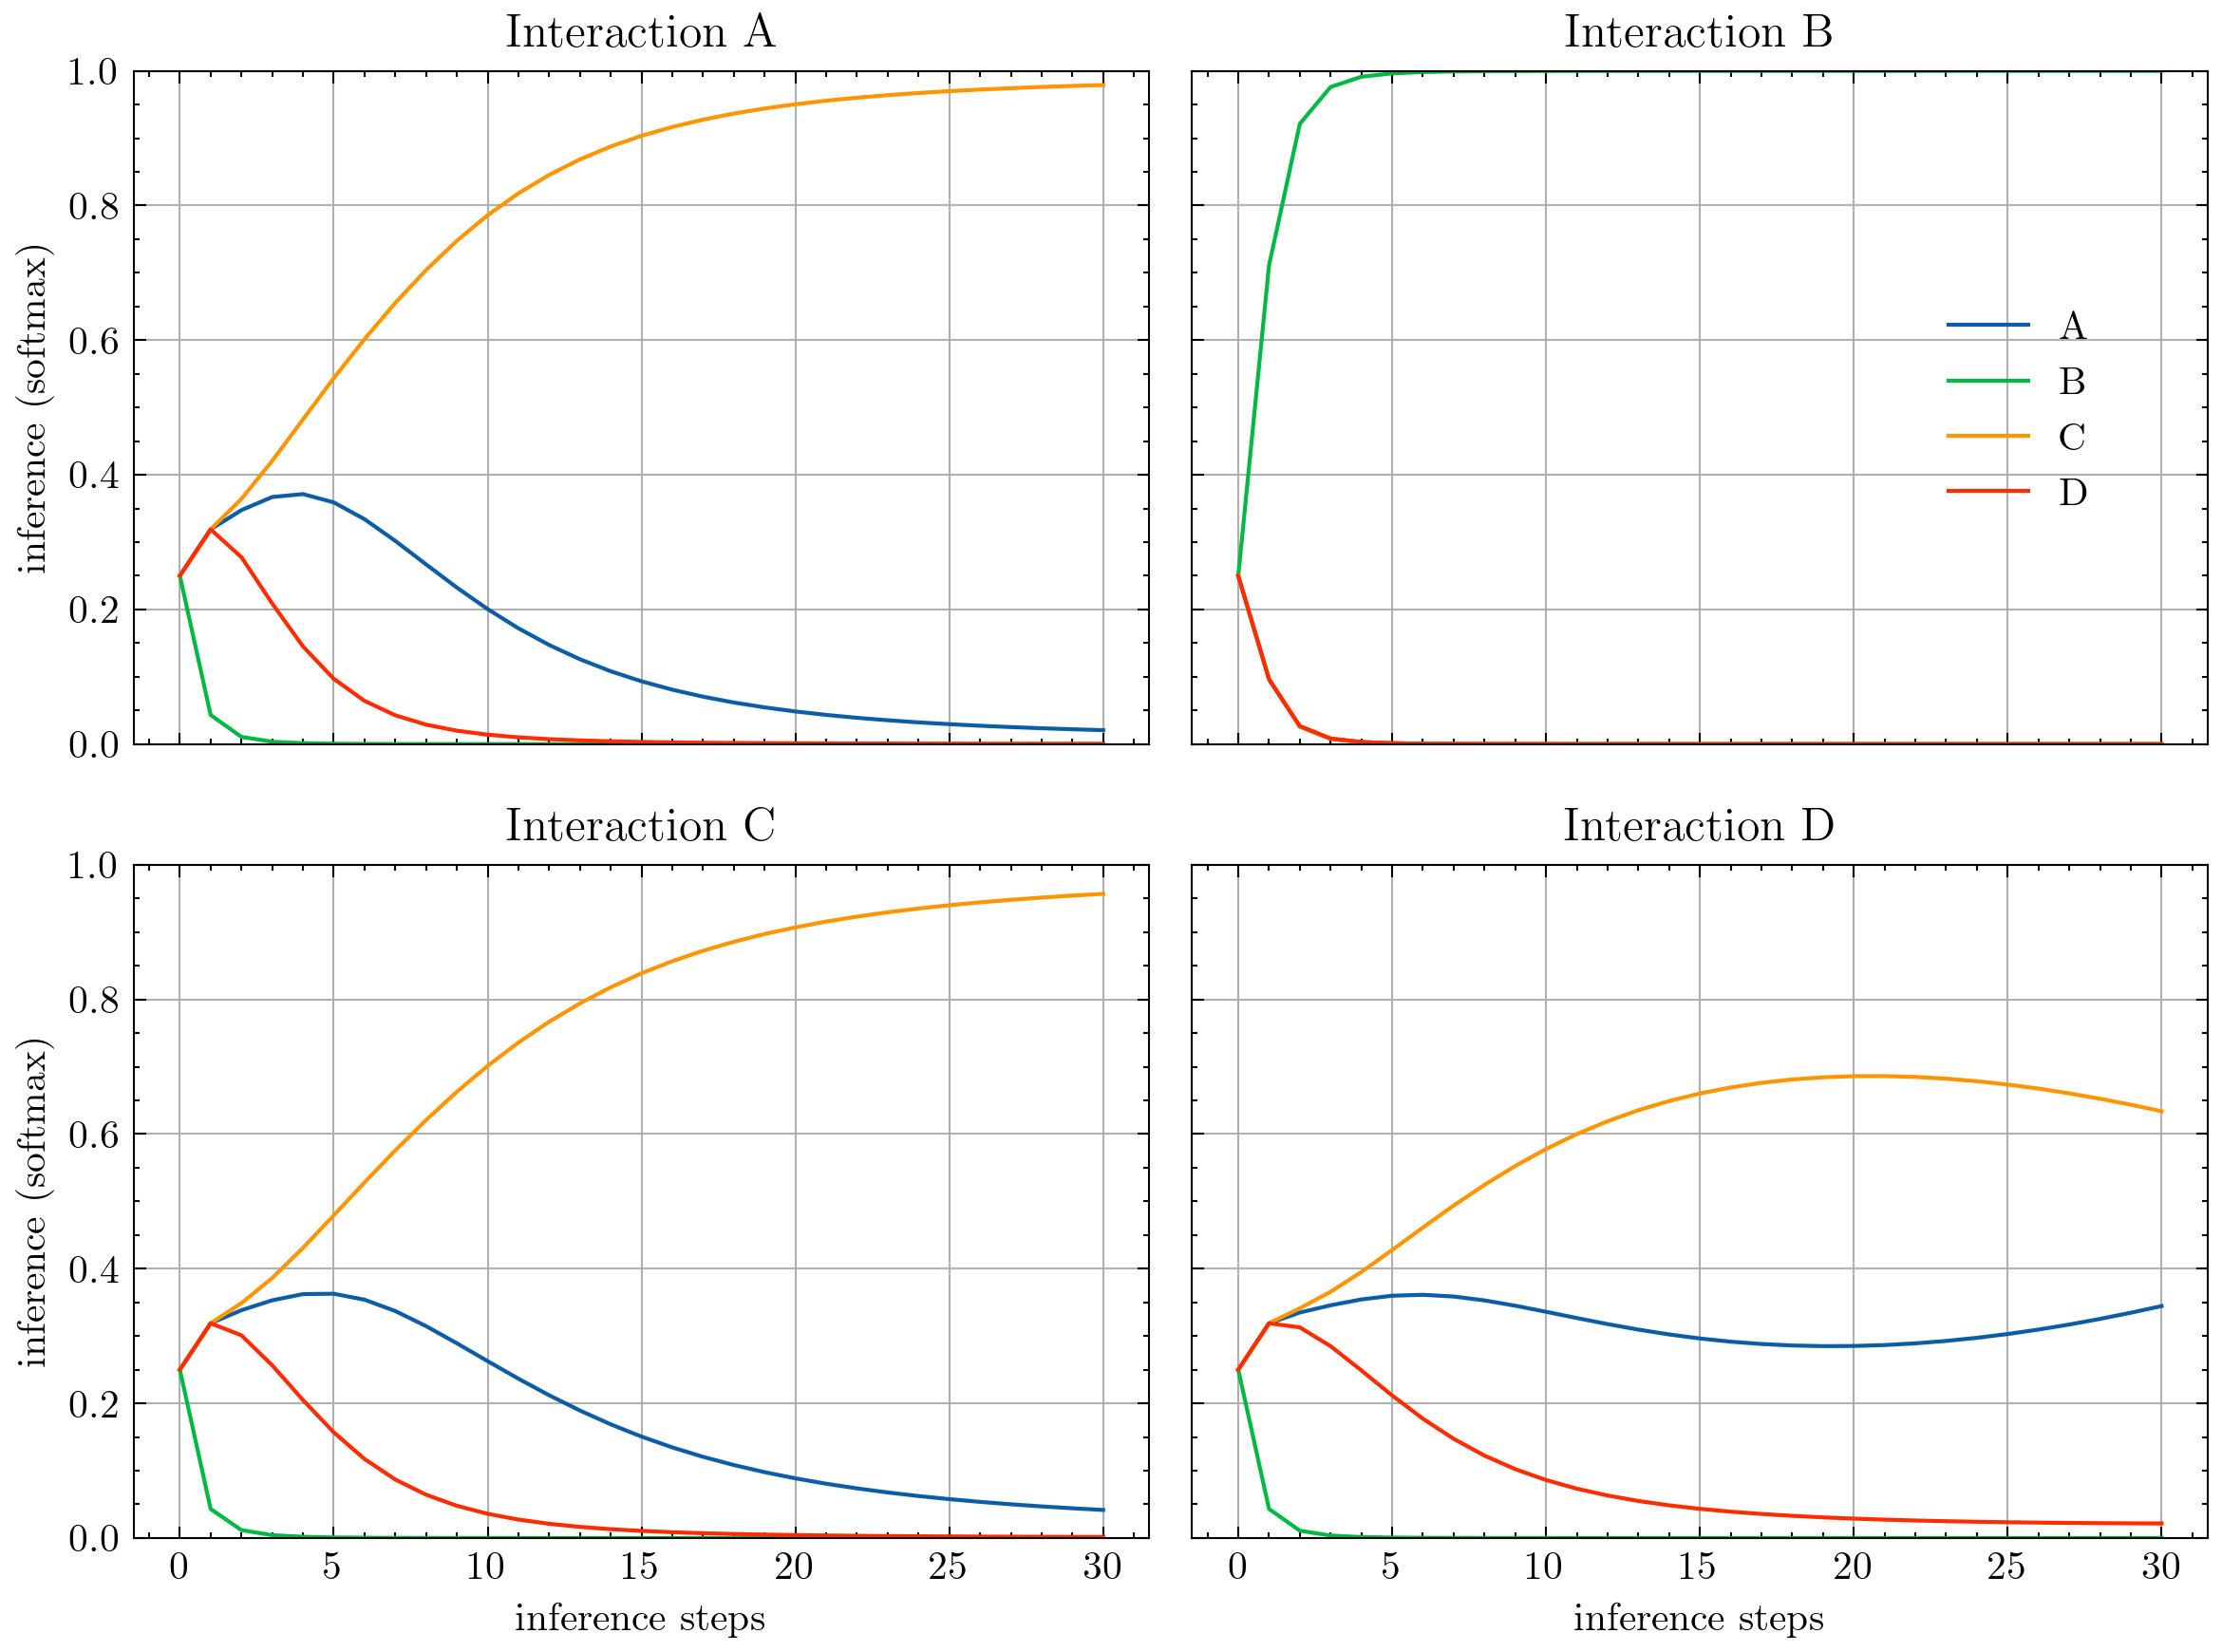 Interaction A
Interaction B
inference (softmax)
1.0
0.8
0.6
0.4
0.2
0.0
A
B
C
D
Interaction C
Interaction D
inference (softmax)
1.0
0.8
0.6
0.4
0.2
0.0
0 5 10 15 20 25 30
0 5 10 15 20 25 30
inference steps
inference steps